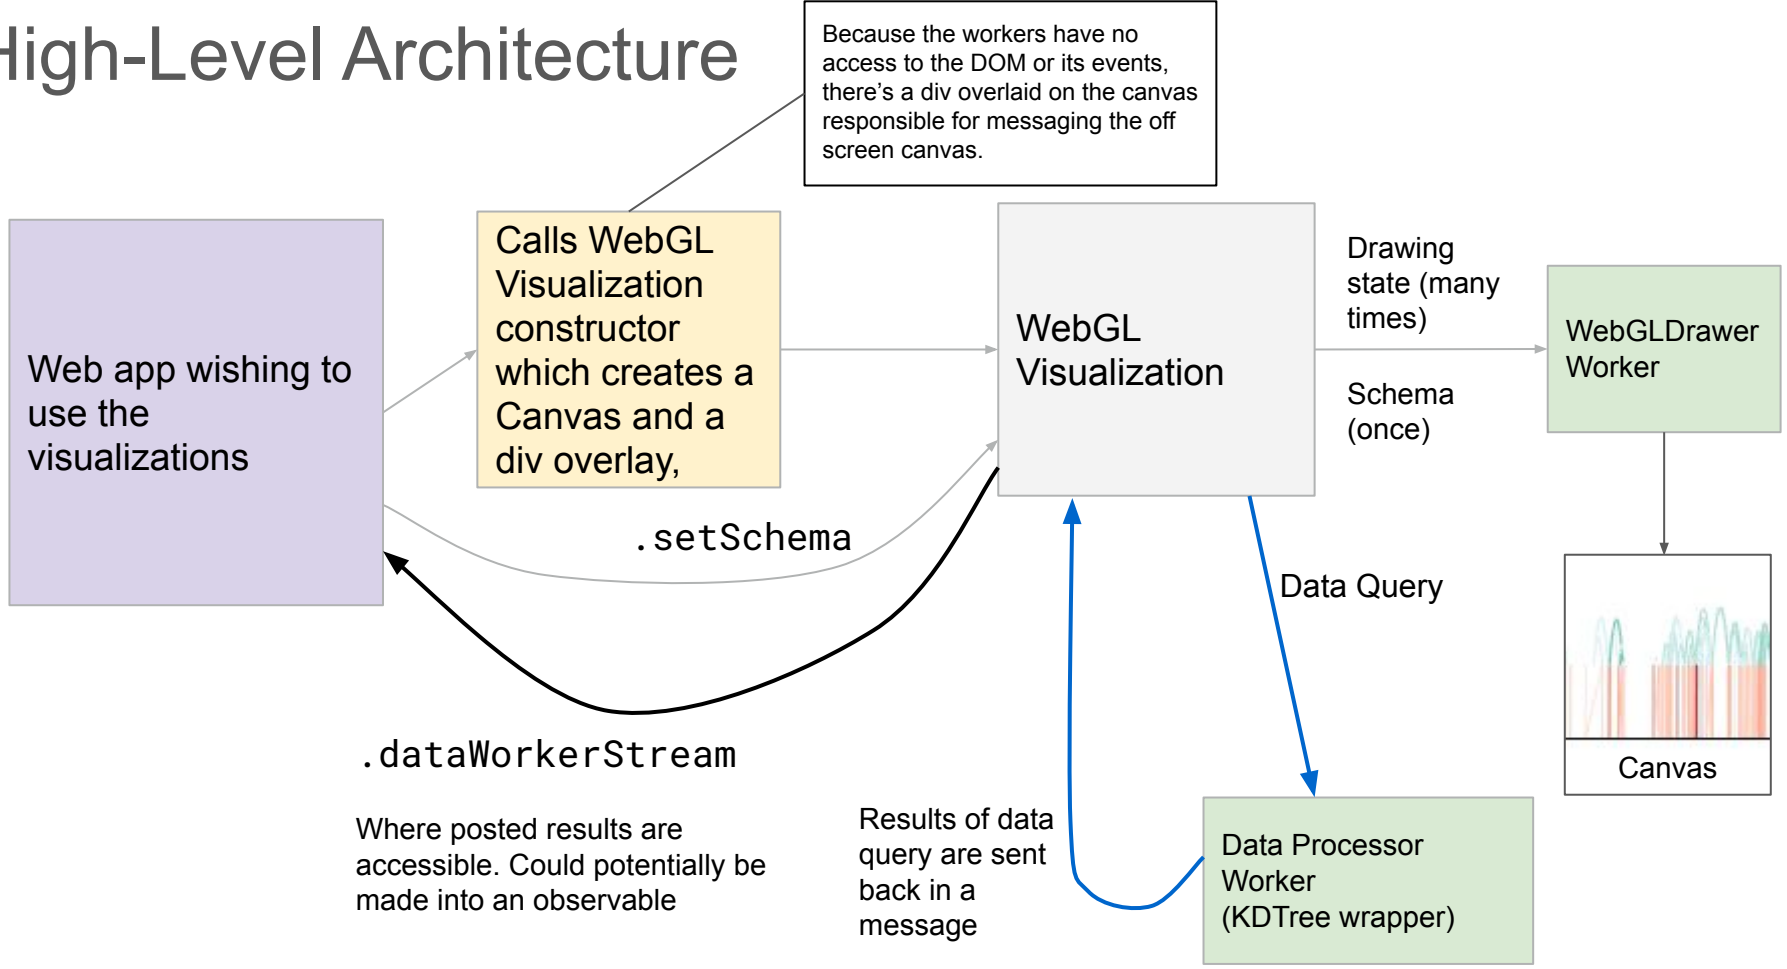 High-Level Architecture
Because the workers have no
access to the DOM or its events,
there's a div overlaid on the canvas
responsible for messaging the off
screen canvas.
Web app wishing to
use the
visualizations
Calls WebGL
Visualization
constructor
which creates a
Canvas and a
div overlay,
WebGL
Visualization
Drawing
state (many
times)
Schema
(once)
WebGLDrawer
Worker
.setSchema
Data Query
Canvas
.dataWorkerStream
Where posted results are
accessible. Could potentially be
made into an observable
Results of data
query are sent
back in a
message
Data Processor
Worker
(KDTree wrapper)